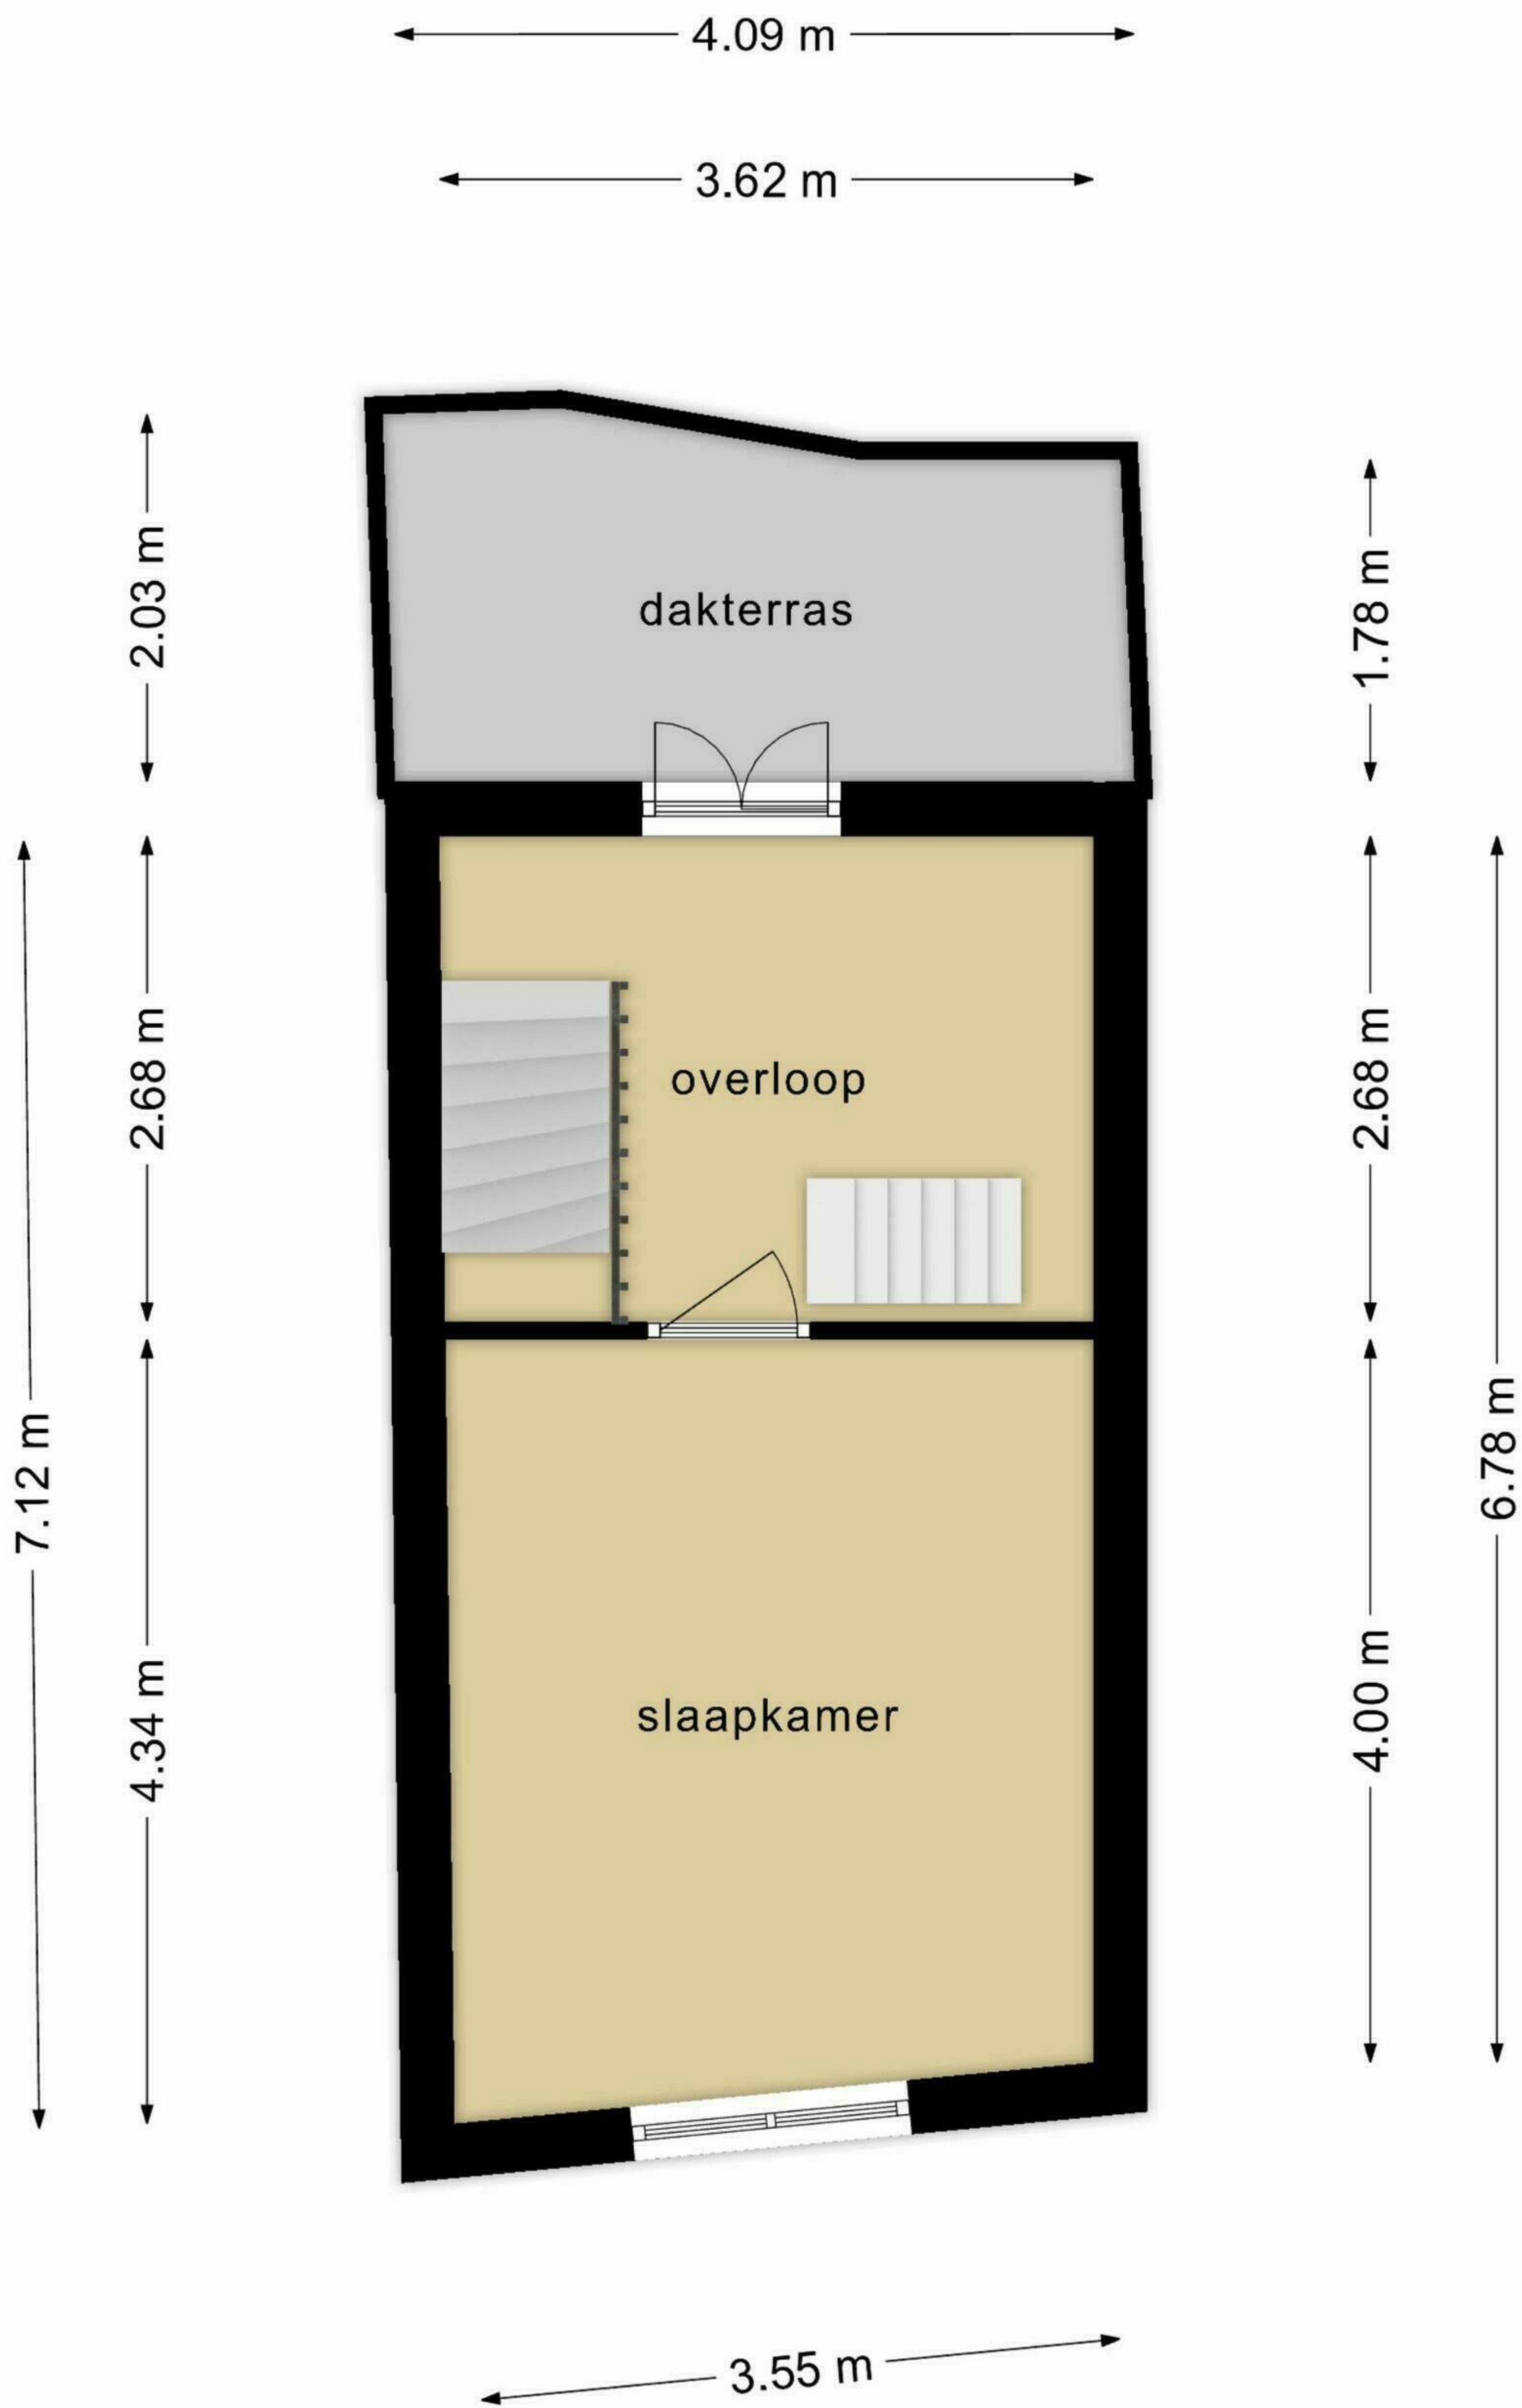 4.09 m
3.62 m
2.03 m
1.78 m
dakterras
2.68 m
2.68 m
overloop
7.12 m
6.78 m
4.34 m
4.00 m
slaapkamer
3.55 m